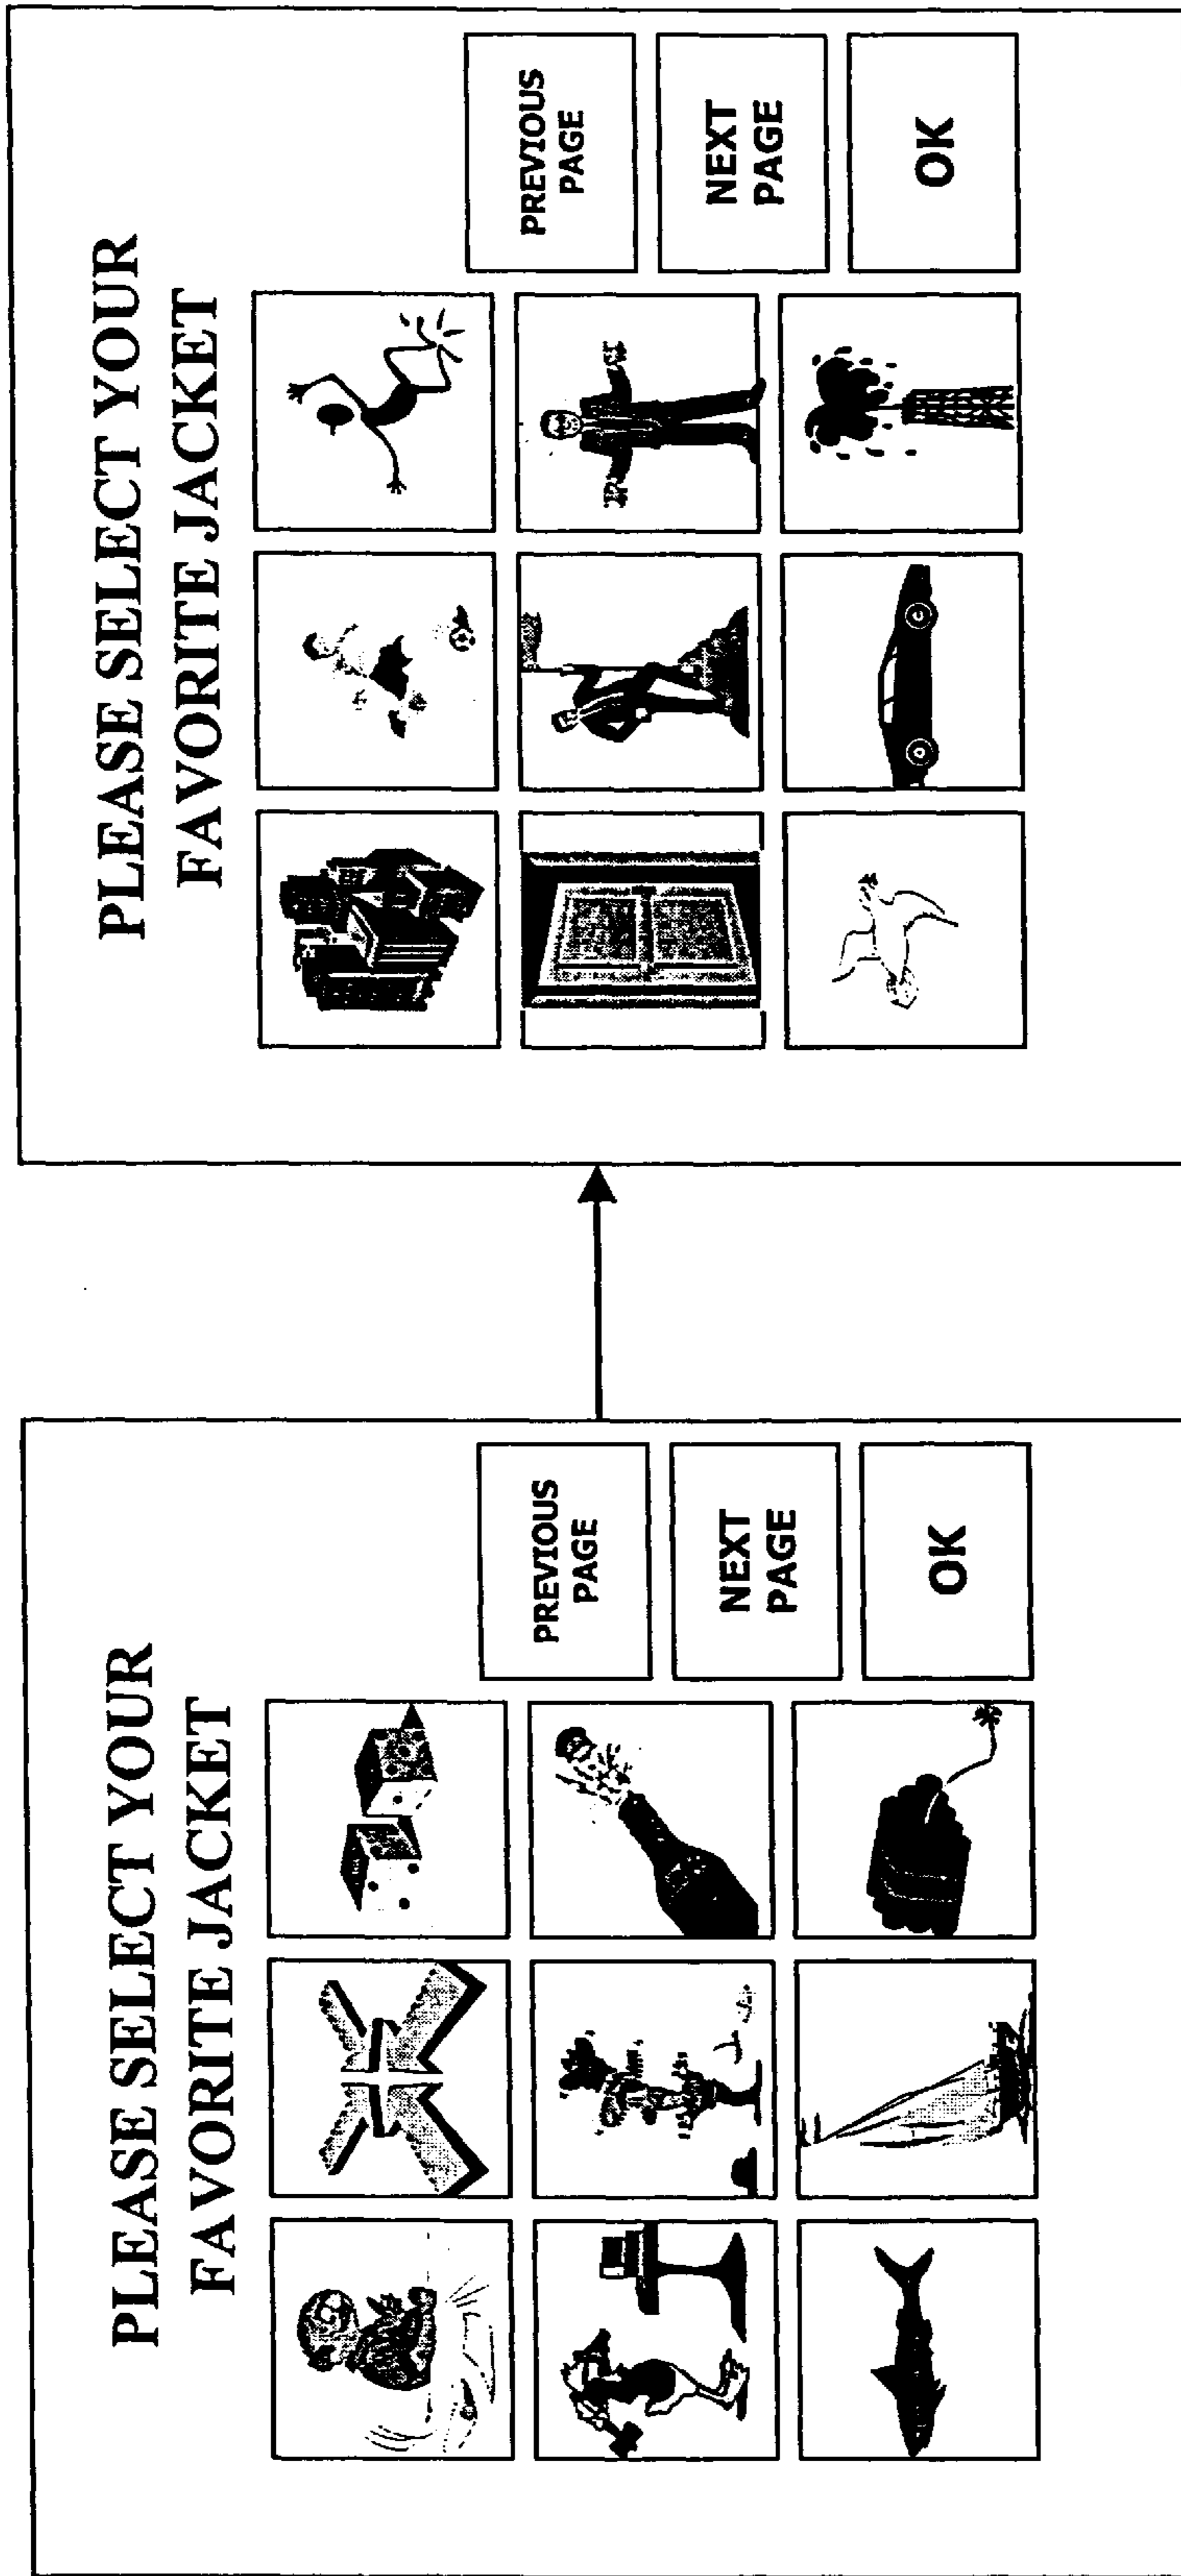 PLEASE SELECT YOUR
FAVORITE JACKET
PREVIOUS
PAGE
NEXT
PAGE
OK
PLEASE SELECT YOUR
FAVORITE JACKET
PREVIOUS
PAGE
NEXT
PAGE
OK